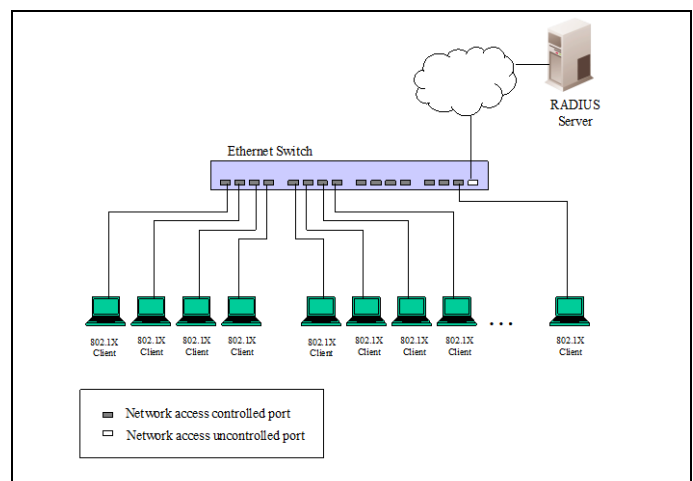 RADIUS
Server
Ethernet Switch
802.1X
Client
802.1X
Client
802.1X
Client
802.1X
Client
802.1X
Client
802.1X
Client
802.1X
Client
802.1X
Client
...
802.1X
Client
Network access controlled port
Network access uncontrolled port